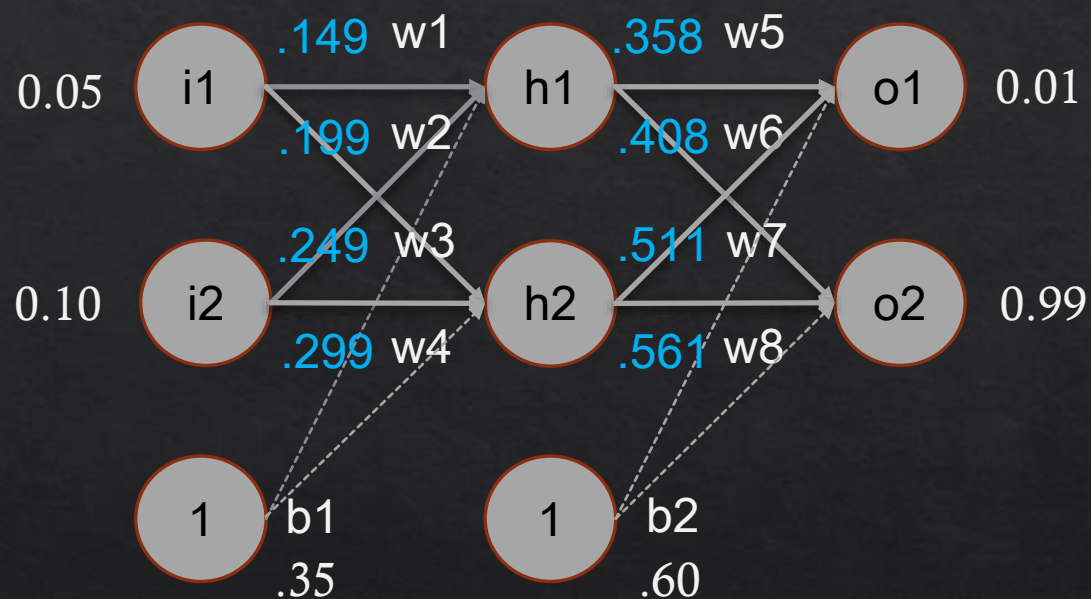 .149 w1 .358 w5
0.05 i1 h1 o1 0.01
.199 w2 .408 w6
.249 w3 .511 w7
0.10 i2 h2 o2 0.99
.299 w4 .561 w8
1 b1 1 b2
.35 .60